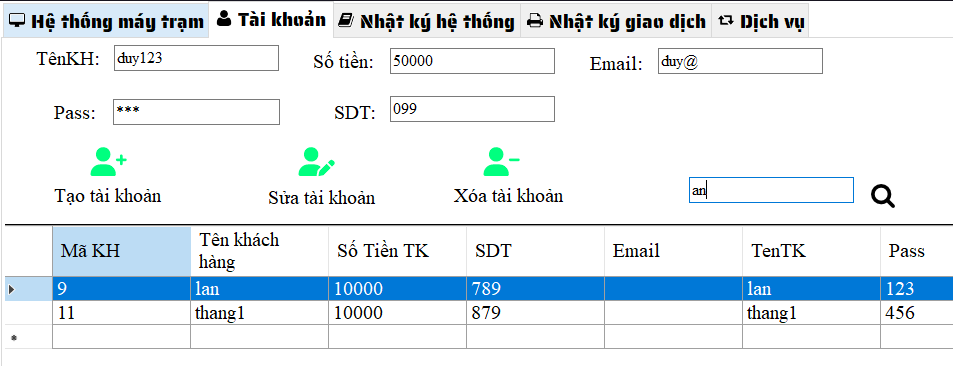 Hệ thống máy trạm Tài khoản Nhật ký hệ thống Nhật ký giao dịch Dịch vụ
TênKH: duy123 Số tiền: 50000 Email: duy@
Pass: *** SDT: 099
Tạo tài khoản Sửa tài khoản Xóa tài khoản an
Mã KH Tên khách hàng Số Tiền TK SDT Email TenTK Pass
9 lan 10000 789 lan 123
11 thang1 10000 879 thang1 456